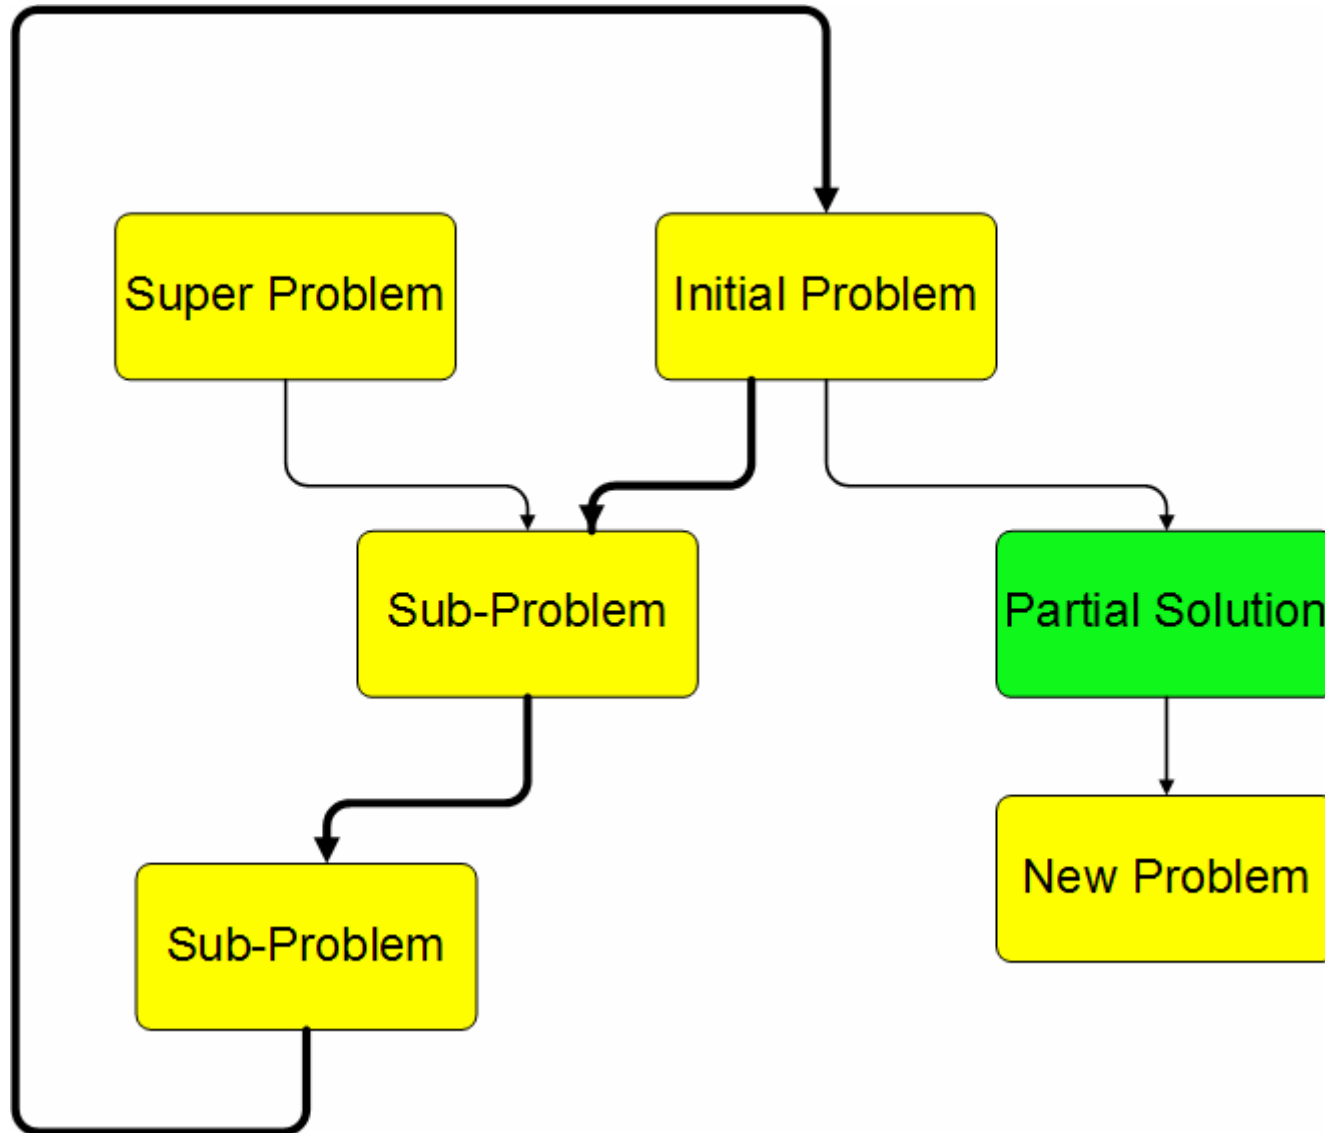 Super Problem
Initial Problem
Sub-Problem
Partial Solution
New Problem
Sub-Problem